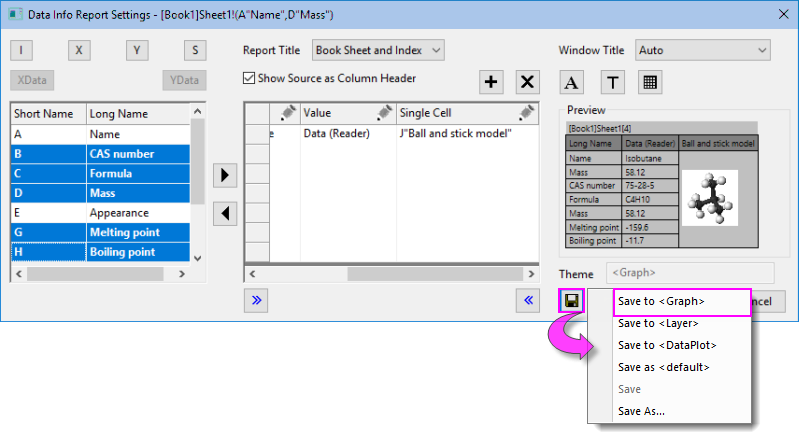 Data Info Report Settings - [Book1]Sheet1!(A"Name",D"Mass")
I X Y S
Report Title Book Sheet and Index
Window Title Auto
XData YData
Show Source as Column Header
A T
Short Name Long Name
A Name
B CAS number
C Formula
D Mass
E Appearance
G Melting point
H Boiling point
Value Single Cell
e Data (Reader) J"Ball and stick model"
Preview
[Book1]Sheet1[4]
Long Name Data (Reader) Ball and stick model
Name Isobutane
Mass 58.12
CAS number 75-28-5
Formula C4H10
Mass 58.12
Melting point -159.6
Boiling point -11.7
Theme <Graph>
ncel
Save to <Graph>
Save to <Layer>
Save to <DataPlot>
Save as <default>
Save
Save As...